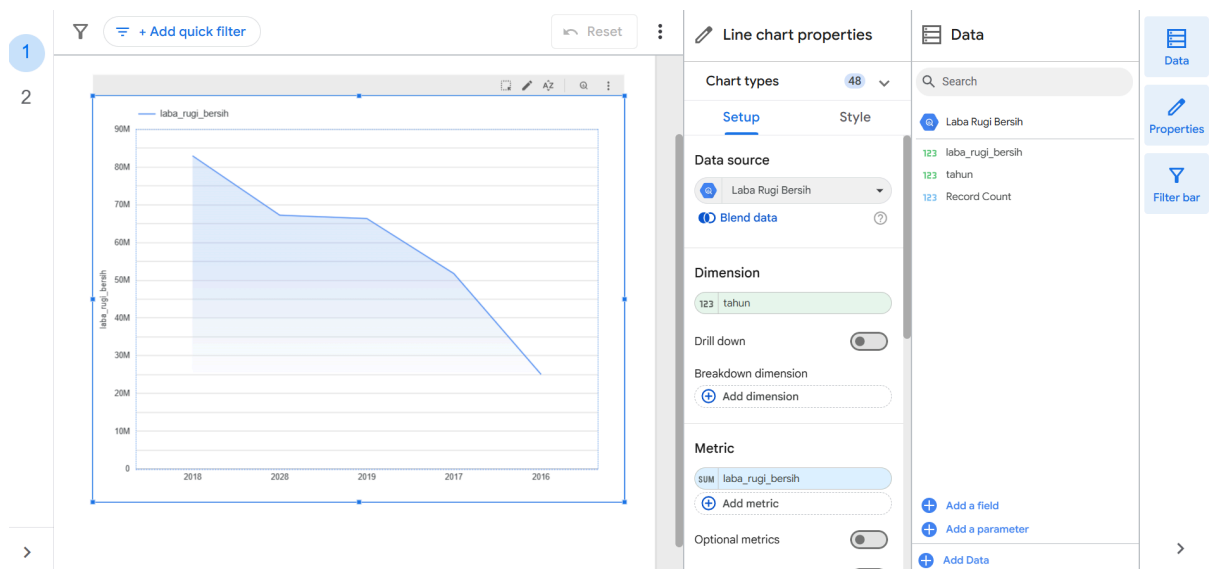 1
2
+ Add quick filter
Reset
laba_rugi_bersih
90M
80M
70M
60M
50M
40M
30M
20M
10M
0
laba_rugi_bersih
2018
2028
2019
2017
2016
Line chart properties
Chart types
48
Setup
Style
Data source
Laba Rugi Bersih
Blend data
?
Dimension
123 tahun
Drill down
Breakdown dimension
Add dimension
Metric
SUM laba_rugi_bersih
Add metric
Optional metrics
Data
Search
Laba Rugi Bersih
123 laba_rugi_bersih
123 tahun
123 Record Count
Add a field
Add a parameter
Add Data
Data
Properties
Filter bar